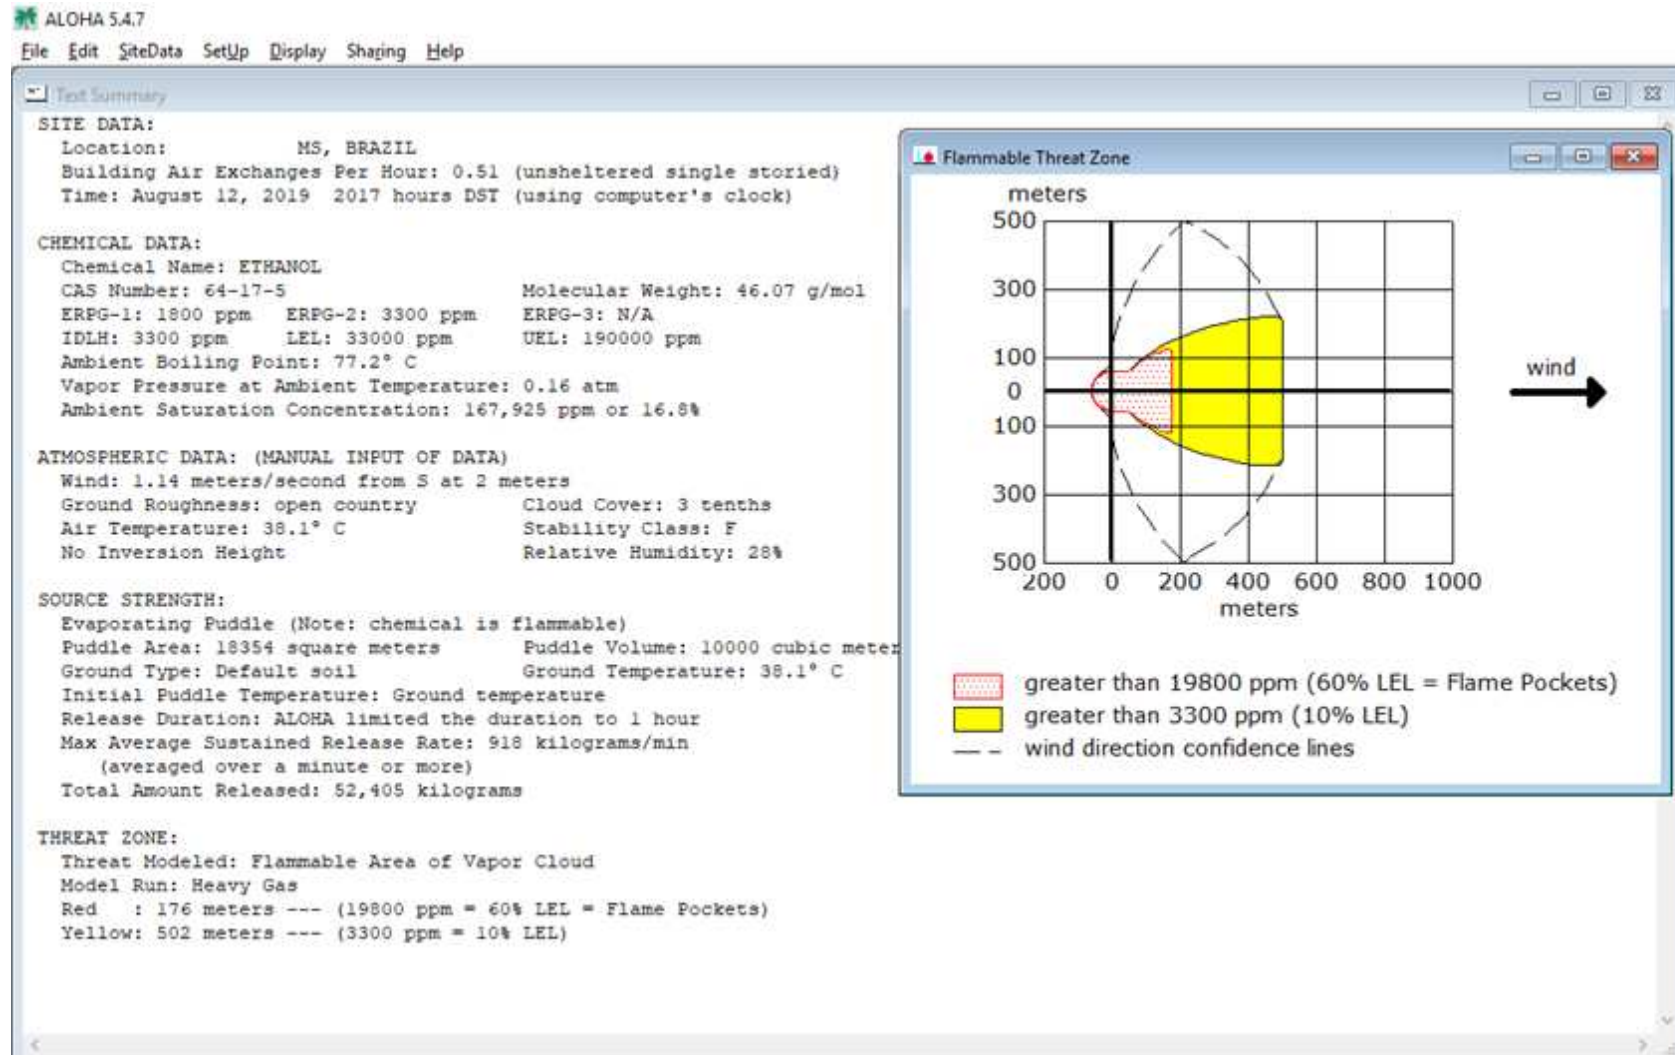 ALOHA 5.4.7
File Edit SiteData SetUp Display Sharing Help
Text Summary
SITE DATA:
Location: MS, BRAZIL
Building Air Exchanges Per Hour: 0.51 (unsheltered single storied)
Time: August 12, 2019 2017 hours DST (using computer's clock)
CHEMICAL DATA:
Chemical Name: ETHANOL
CAS Number: 64-17-5 Molecular Weight: 46.07 g/mol
ERPG-1: 1800 ppm ERPG-2: 3300 ppm ERPG-3: N/A
IDLH: 3300 ppm LEL: 33000 ppm UEL: 190000 ppm
Ambient Boiling Point: 77.2° C
Vapor Pressure at Ambient Temperature: 0.16 atm
Ambient Saturation Concentration: 167,925 ppm or 16.8%
ATMOSPHERIC DATA: (MANUAL INPUT OF DATA)
Wind: 1.14 meters/second from S at 2 meters
Ground Roughness: open country Cloud Cover: 3 tenths
Air Temperature: 38.1° C Stability Class: F
No Inversion Height Relative Humidity: 28%
SOURCE STRENGTH:
Evaporating Puddle (Note: chemical is flammable)
Puddle Area: 18354 square meters Puddle Volume: 10000 cubic meter
Ground Type: Default soil Ground Temperature: 38.1° C
Initial Puddle Temperature: Ground temperature
Release Duration: ALOHA limited the duration to 1 hour
Max Average Sustained Release Rate: 918 kilograms/min
(averaged over a minute or more)
Total Amount Released: 52,405 kilograms
THREAT ZONE:
Threat Modeled: Flammable Area of Vapor Cloud
Model Run: Heavy Gas
Red : 176 meters --- (19800 ppm = 60% LEL = Flame Pockets)
Yellow: 502 meters --- (3300 ppm = 10% LEL)
Flammable Threat Zone
meters
500
300
100
0
100
300
500
200 0 200 400 600 800 1000
meters
wind
greater than 19800 ppm (60% LEL = Flame Pockets)
greater than 3300 ppm (10% LEL)
wind direction confidence lines